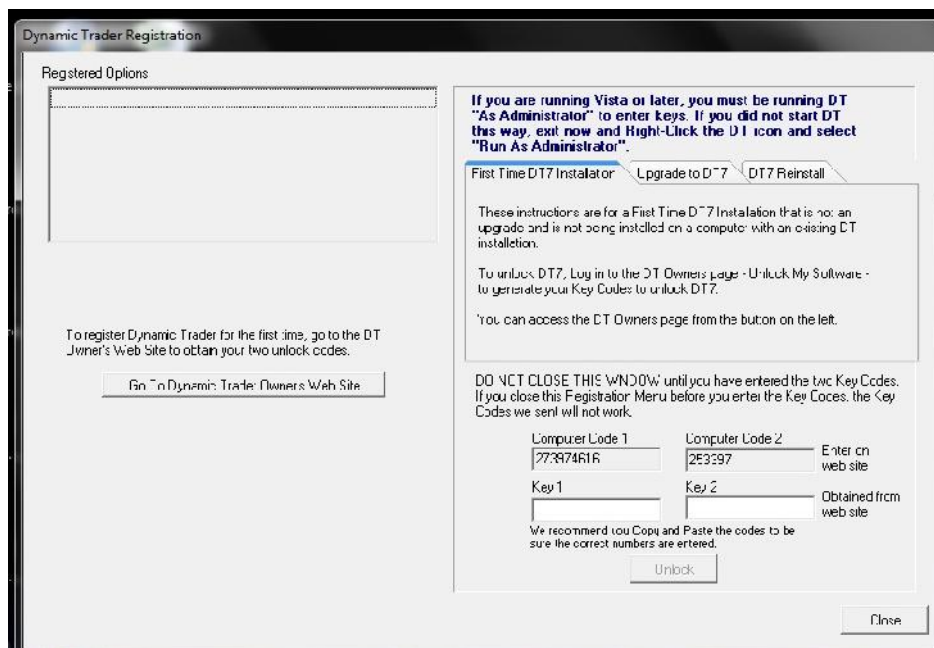 Dynamic Trader Registration
Registered Options
If you are running Vista or later, you must be running DT
"As Administrator" to enter keys. If you did not start DT
this way, exit now and Right-Click the DT icon and select
"Run As Administrator".
First Time DT7 Installation
Upgrade to DT7
DT7 Reinstall
These instructions are for a First Time DT7 Installation that is not an
upgrade and is not being installed on a computer with an existing DT
installation.
To unlock DT7, Log in to the DT Owners page - Unlock My Software -
to generate your Key Codes to unlock DT7.
You can access the DT Owners page from the button on the left.
To register Dynamic Trader for the first time, go to the DT
Owner's Web Site to obtain your two unlock codes.
Go To Dynamic Trader Owners Web Site
DO NOT CLOSE THIS WINDOW until you have entered the two Key Codes.
If you close this Registration Menu before you enter the Key Codes, the Key
Codes we sent will not work.
Computer Code 1
Computer Code 2
273974616
253397
Enter on
web site
Key 1
Key 2
Obtained from
web site
We recommend you Copy and Paste the codes to be
sure the correct numbers are entered.
Unlock
Close